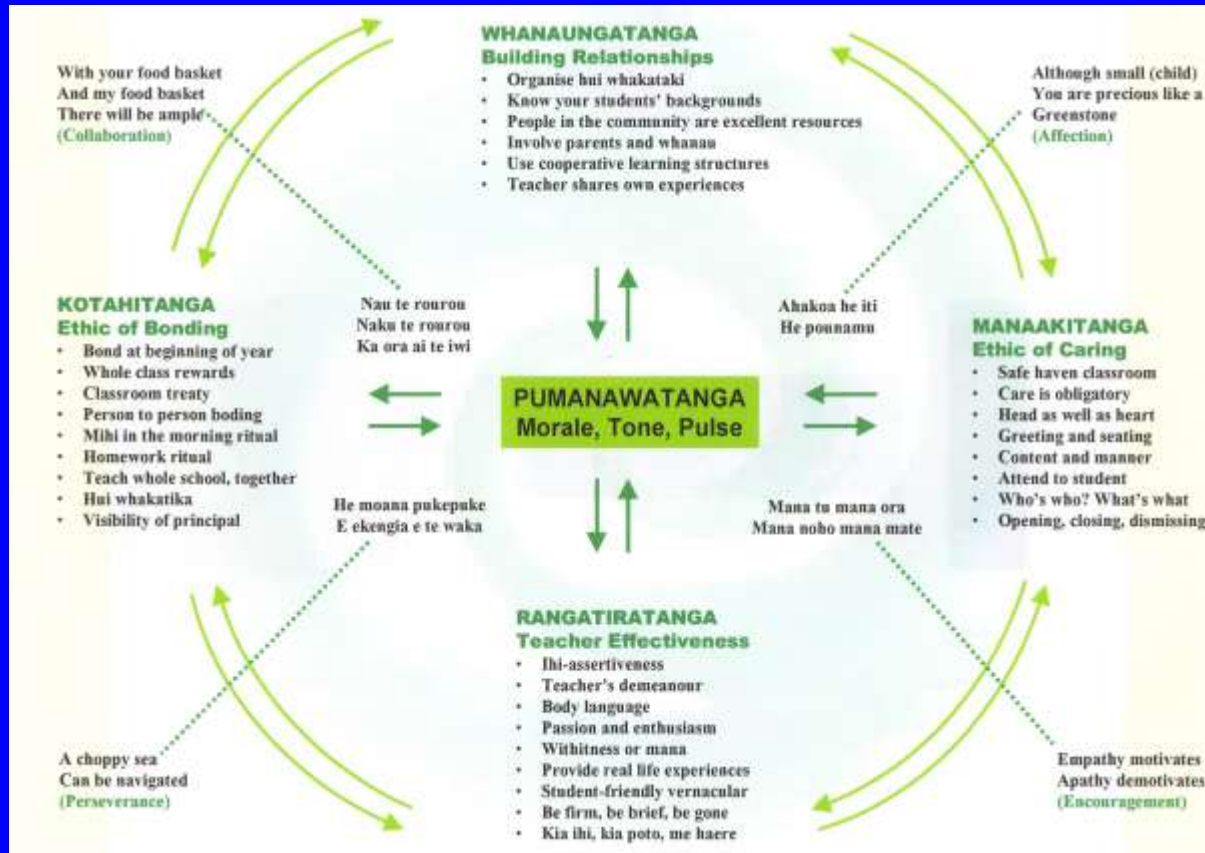 WHANAUNGATANGA
Building Relationships
• Organise hui whakataki
• Know your students' backgrounds
• People in the community are excellent resources
• Involve parents and whanau
• Use cooperative learning structures
• Teacher shares own experiences
With your food basket
And my food basket
There will be ample
(Collaboration)
Although small (child)
You are precious like a
Greenstone
(Affection)
KOTAHITANGA
Ethic of Bonding
• Bond at beginning of year
• Whole class rewards
• Classroom treaty
• Person to person boding
• Mihi in the morning ritual
• Homework ritual
• Teach whole school, together
• Hui whakatika
• Visibility of principal
Nau te rourou
Naku te rourou
Ka ora ai te iwi
Ahakoa he iti
He pounamu
PUMANAWATANGA
Morale, Tone, Pulse
MANAAKITANGA
Ethic of Caring
• Safe haven classroom
• Care is obligatory
• Head as well as heart
• Greeting and seating
• Content and manner
• Attend to student
• Who's who? What's what
• Opening, closing, dismissing
He moana pukepuke
E ekengia e te waka
Mana tu mana ora
Mana noho mana mate
RANGATIRATANGA
Teacher Effectiveness
• Ihi-assertiveness
• Teacher's demeanour
• Body language
• Passion and enthusiasm
• Withitness or mana
• Provide real life experiences
• Student-friendly vernacular
• Be firm, be brief, be gone
• Kia ihi, kia poto, me haere
A choppy sea
Can be navigated
(Perseverance)
Empathy motivates
Apathy demotivates
(Encouragement)